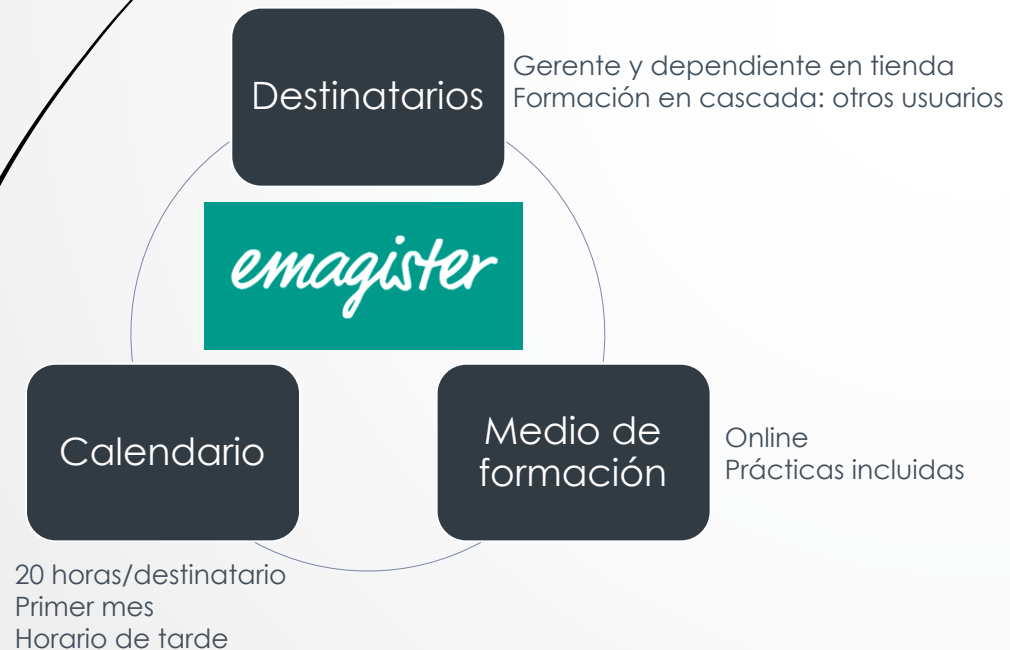 Destinatarios
Gerente y dependiente en tienda
Formación en cascada: otros usuarios
emagister
Calendario
20 horas/destinatario
Primer mes
Horario de tarde
Medio de
formación
Online
Prácticas incluidas